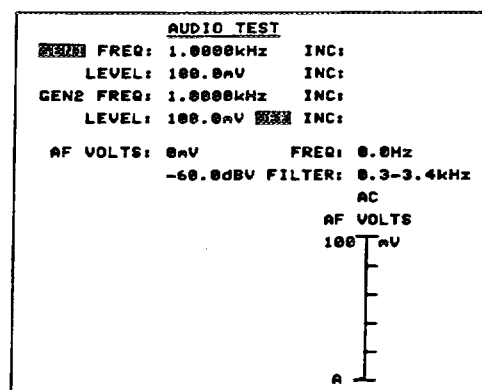 AUDIO TEST
GEN1 FREQ: 1.0000kHz INC:
LEVEL: 100.0mV INC:
GEN2 FREQ: 1.0000kHz INC:
LEVEL: 100.0mV INC:
AF VOLTS: 0mV FREQ: 0.0Hz
-60.0dBV FILTER: 0.3-3.4kHz
AC
AF VOLTS
100 mV
0